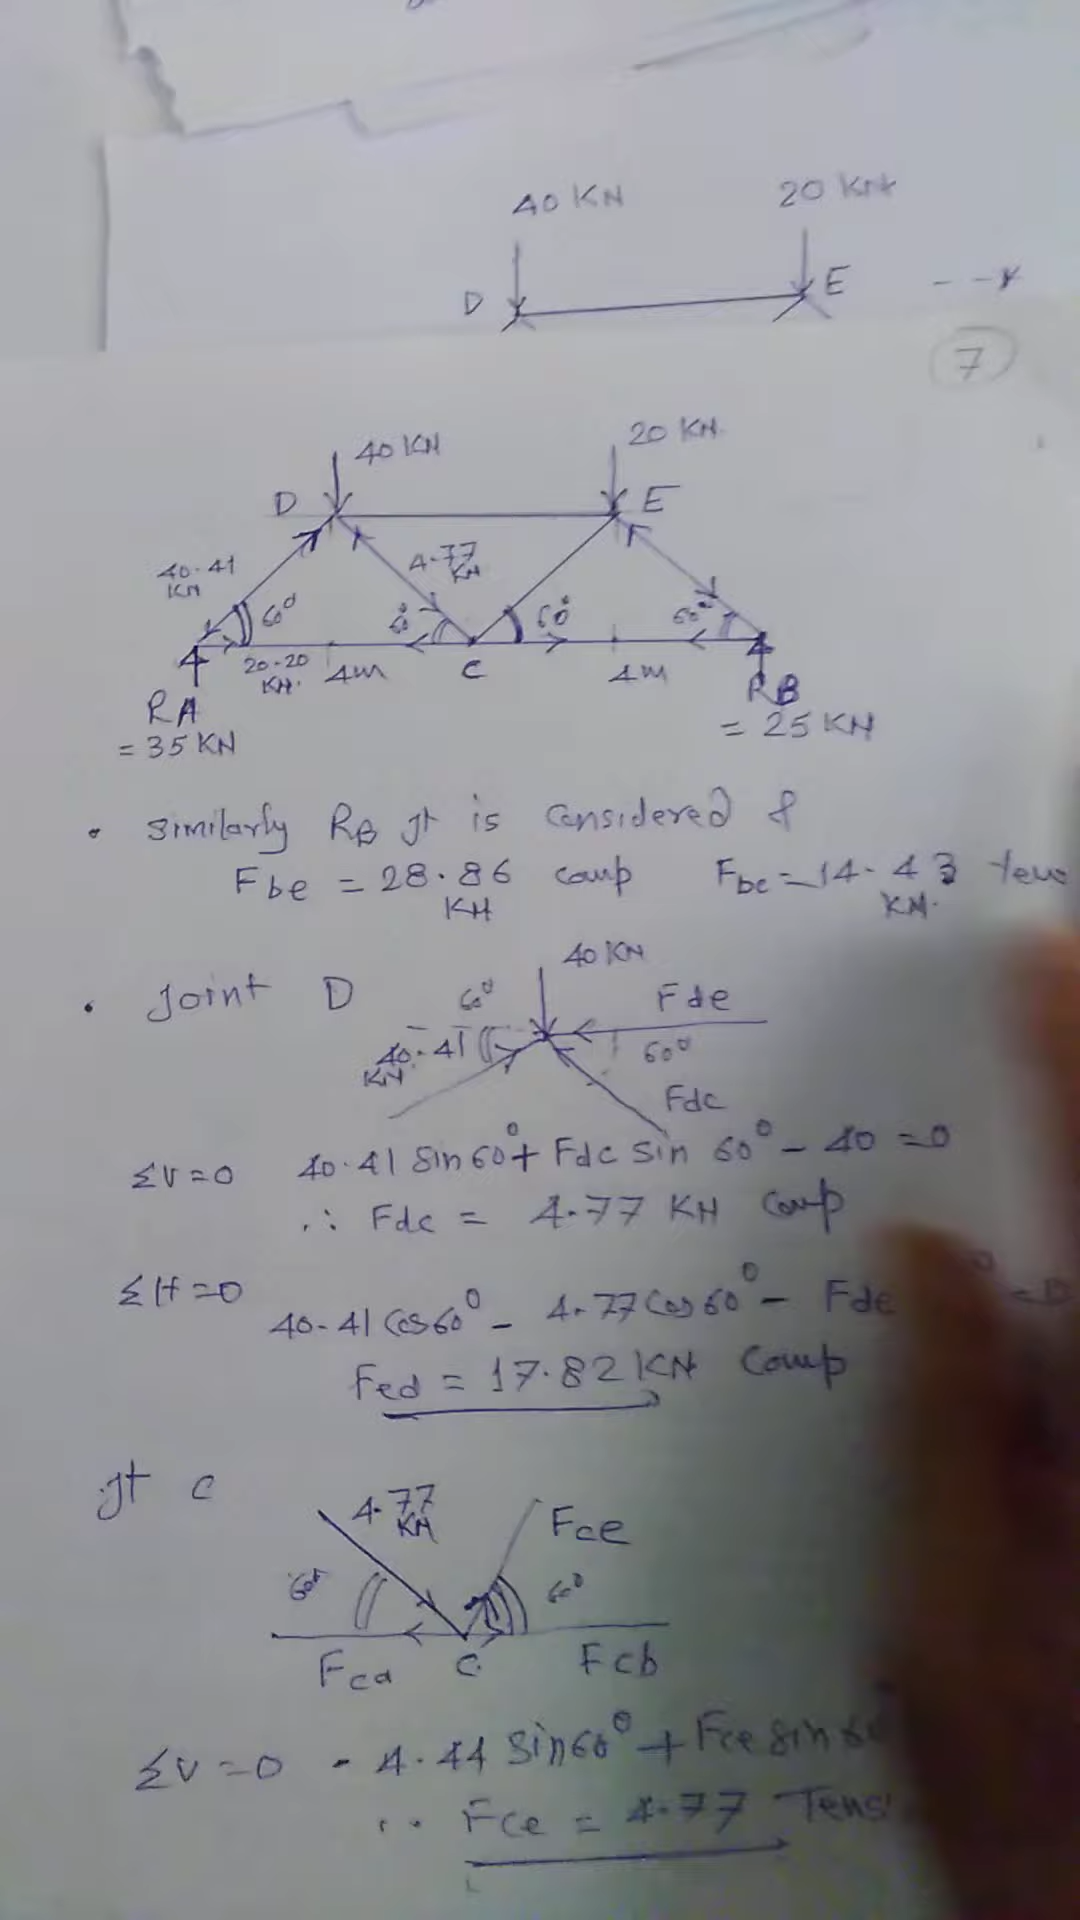 40 KN 20 KN
D E
7
40 KN 20 KN
D E
40.41 KN 4.77 KN
60° 60° 60° 60°
20.20 KN. 4m C 4m
RA RB
= 35 KN = 25 KN
• Similarly RB jt is Considered &
Fbe = 28.86 KN comp Fbc = 14.43 KN. tens
• Joint D 60° 40 KN Fde
40.41 KN 60°
Fdc
ΣV=0 40.41 Sin 60° + Fdc Sin 60° - 40 = 0
∴ Fdc = 4.77 KN Comp
ΣH=0 40.41 Cos 60° - 4.77 Cos 60° - Fde = 0
Fed = 17.82 KN Comp
Jt C 4.77 KN Fce
60° 60°
Fca C Fcb
ΣV=0 - 4.44 Sin 60° + Fce Sin 60
∴ Fce = 4.77 Tens